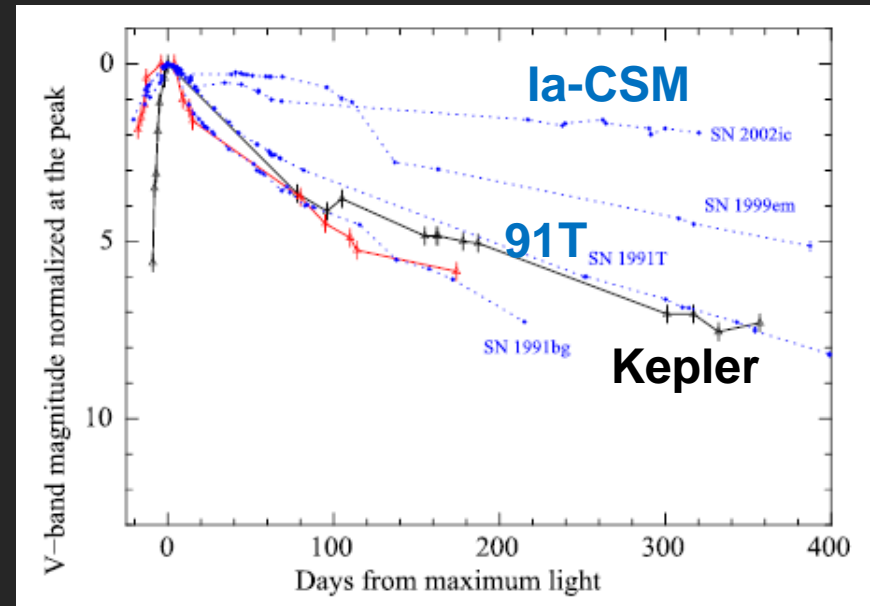 V−band magnitude normalized at the peak
0
5
10
Ia-CSM
SN 2002ic
SN 1999em
91T
SN 1991T
SN 1991bg
Kepler
0 100 200 300 400
Days from maximum light